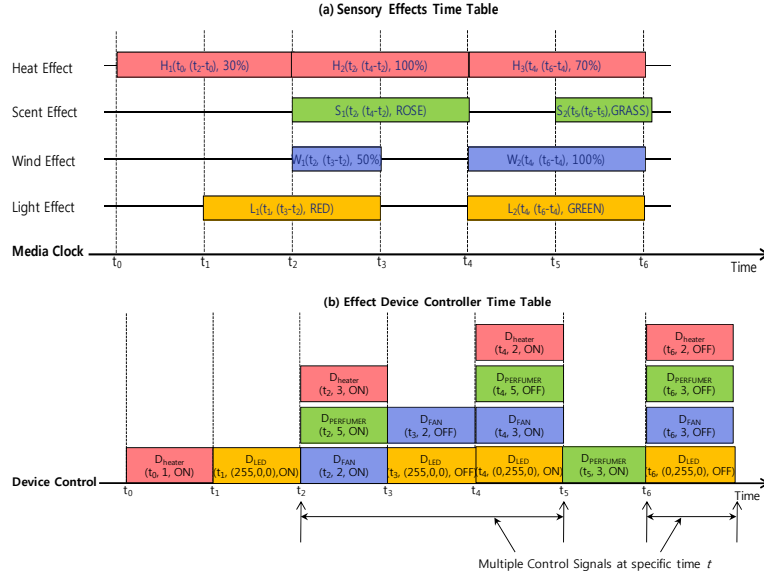 (a) Sensory Effects Time Table
Heat Effect
H1(t0, (t2-t0), 30%)
H2(t2, (t4-t2), 100%)
H3(t4, (t6-t4), 70%)
Scent Effect
S1(t2, (t4-t2), ROSE)
S2(t5,(t6-t5),GRASS)
Wind Effect
W1(t2, (t3-t2), 50%
W2(t4, (t6-t4), 100%)
Light Effect
L1(t1, (t3-t2), RED)
L2(t4, (t6-t4), GREEN)
Media Clock
t0 t1 t2 t3 t4 t5 t6 Time
(b) Effect Device Controller Time Table
Dheater Dheater
(t4, 2, ON) (t6, 2, OFF)
Dheater DPERFUMER DPERFUMER
(t2, 3, ON) (t4, 5, OFF) (t6, 3, OFF)
DPERFUMER DFAN DFAN DFAN
(t2, 5, ON) (t3, 2, OFF) (t4, 3, ON) (t6, 3, OFF)
Dheater DLED DFAN DLED DLED DPERFUMER DLED
(t0, 1, ON) (t1, (255,0,0),ON) (t2, 2, ON) (t3, (255,0,0), OFF) (t4, (0,255,0), ON) (t5, 3, ON) (t6, (0,255,0), OFF)
Device Control
t0 t1 t2 t3 t4 t5 t6 Time
Multiple Control Signals at specific time t